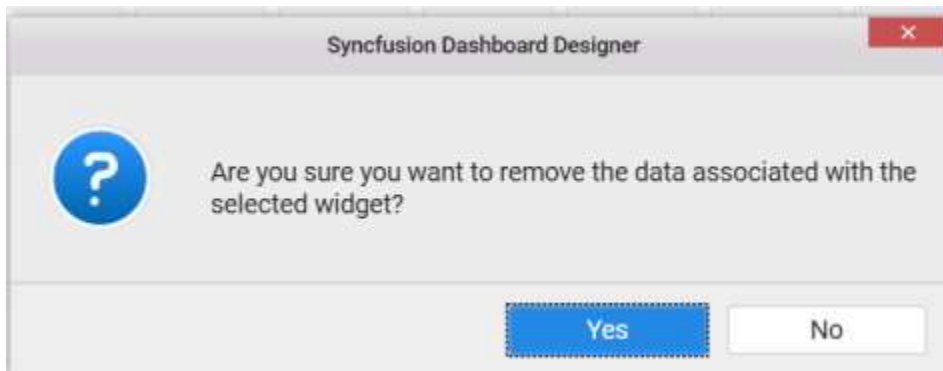 Syncfusion Dashboard Designer
Are you sure you want to remove the data associated with the
selected widget?
Yes
No